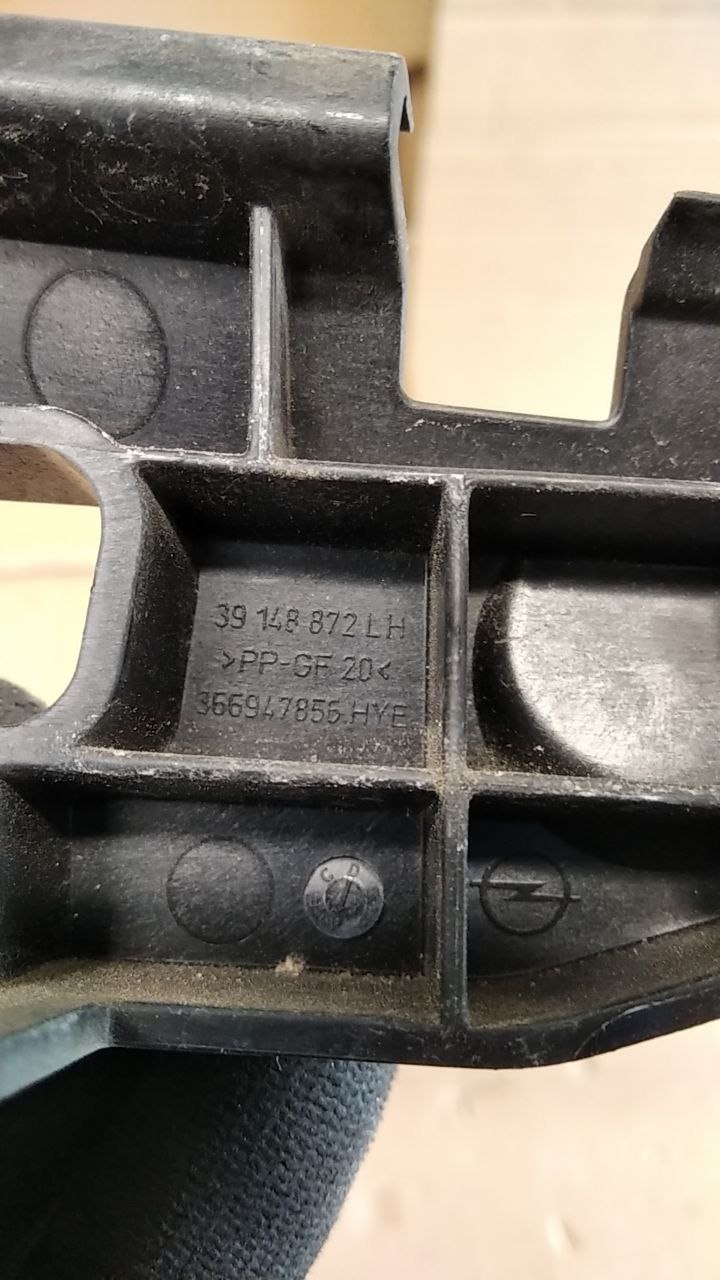 39 148 872 LH
>PP-GF 20<
366947856.HYE
C D